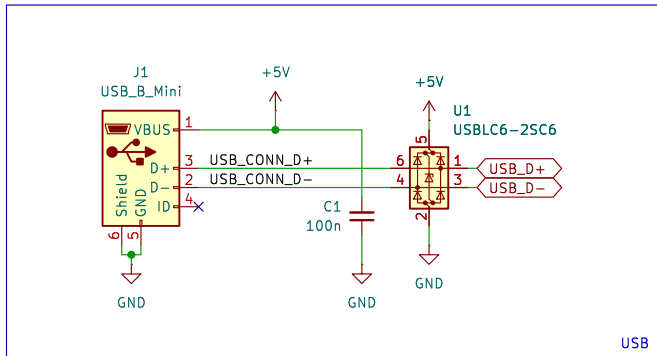 J1
USB_B_Mini
+5V
+5V
U1
USBLC6-2SC6
VBUS 1
5
D+ 3 USB_CONN_D+ 6 1 USB_D+
D- 2 USB_CONN_D- 4 3 USB_D-
ID 4
Shield
GND
C1
100n
2
6 5
GND
GND
GND
USB